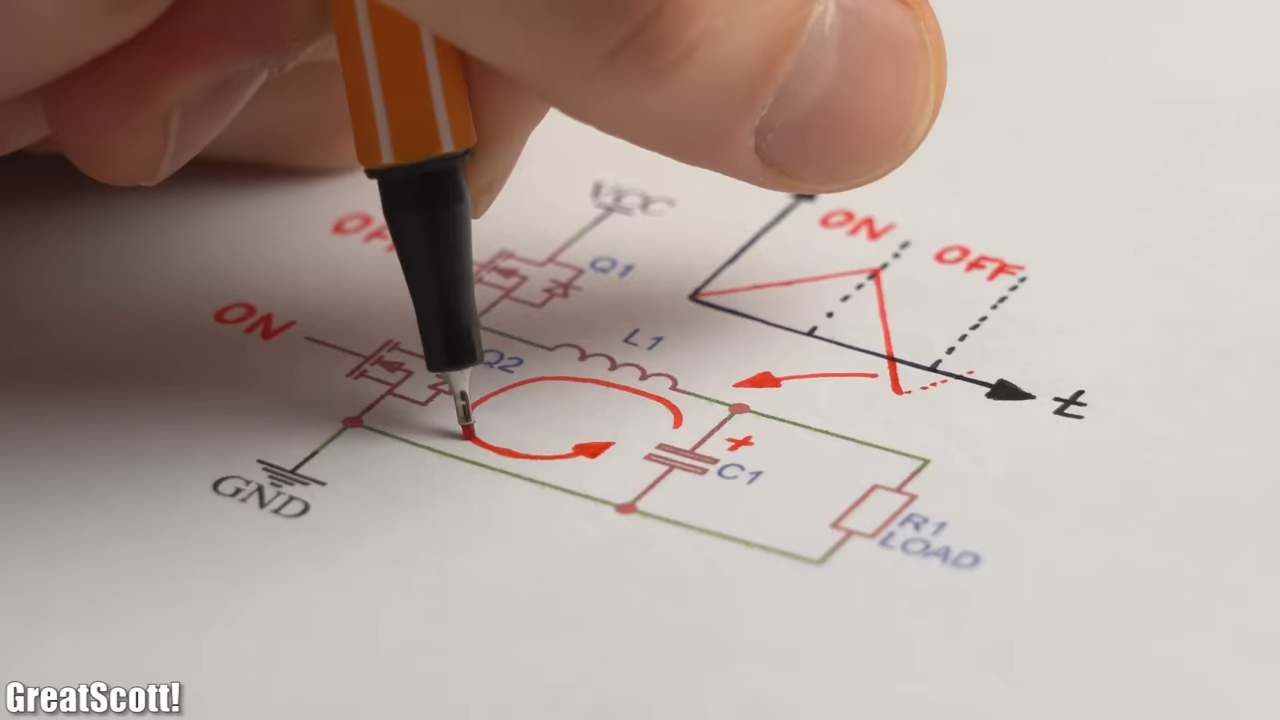 VCC
ON
OFF
OFF
Q1
ON
L1
Q2
t
+
C1
GND
R1
LOAD
GreatScott!